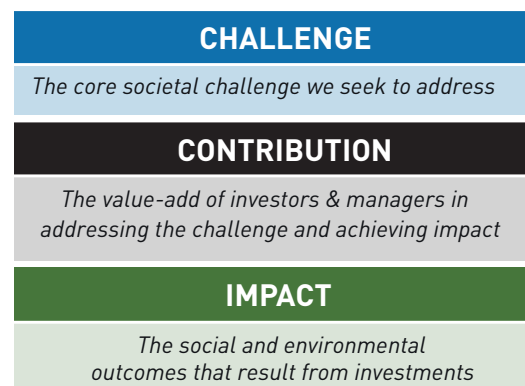 CHALLENGE
The core societal challenge we seek to address
CONTRIBUTION
The value-add of investors & managers in
addressing the challenge and achieving impact
IMPACT
The social and environmental
outcomes that result from investments